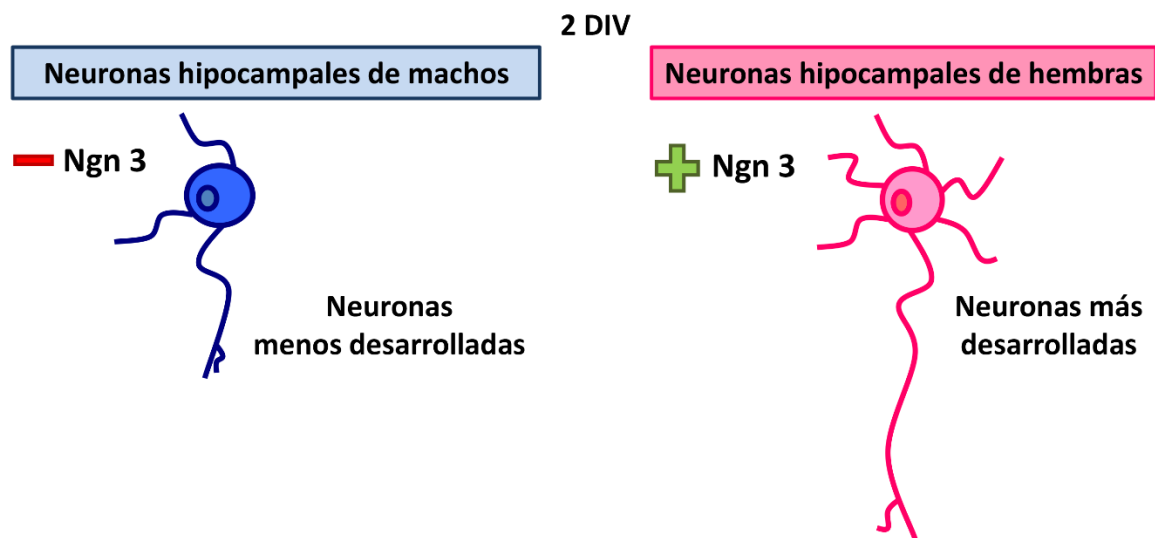 2 DIV
Neuronas hipocampales de machos
Neuronas hipocampales de hembras
Ngn 3
Ngn 3
Neuronas
menos desarrolladas
Neuronas más
desarrolladas